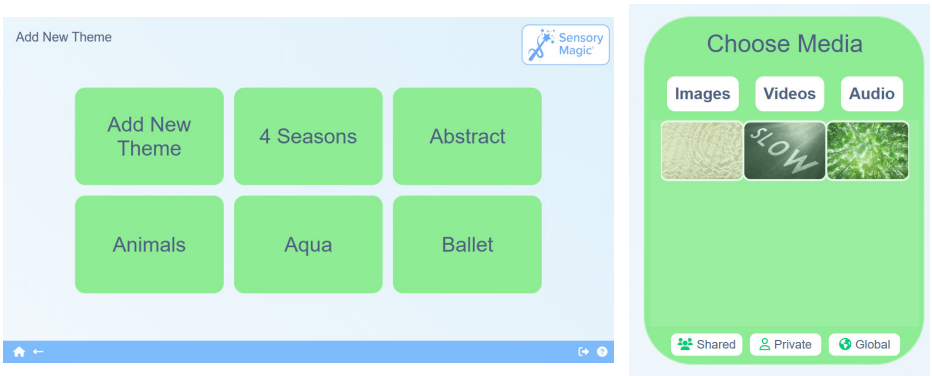 Add New Theme
Sensory
Magic
Add New
Theme
4 Seasons
Abstract
Animals
Aqua
Ballet
Choose Media
Images
Videos
Audio
SLOW
Shared
Private
Global